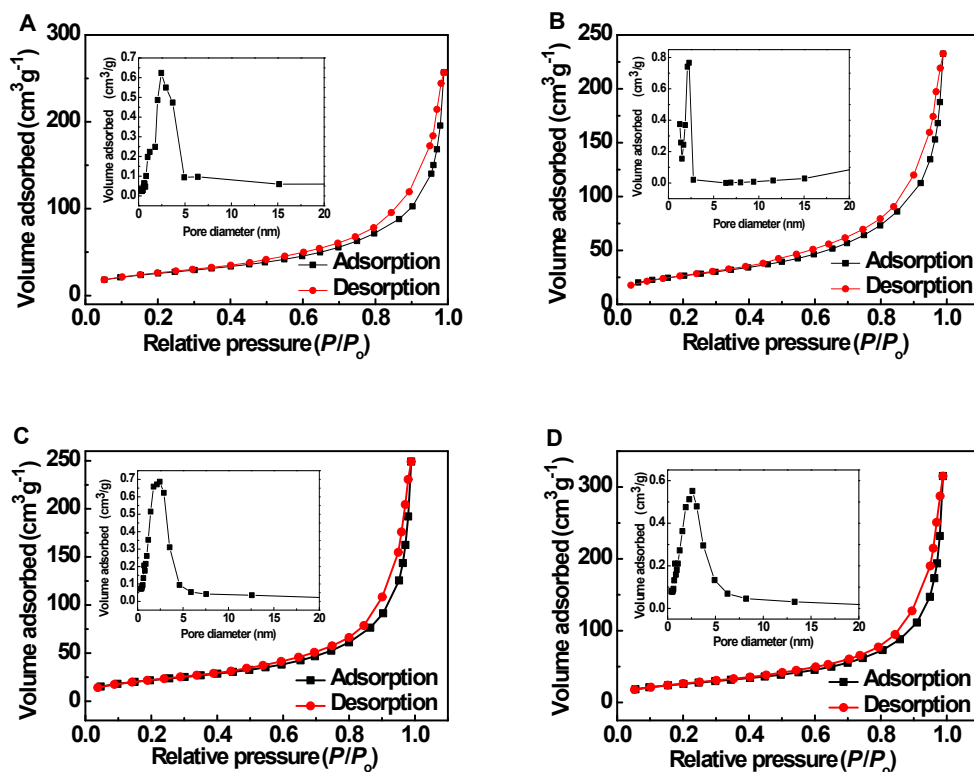 A
300
200
100
0
Volume adsorbed (cm³g⁻¹)
0.0 0.2 0.4 0.6 0.8 1.0
Relative pressure (P/Po)
Adsorption
Desorption
0.7
0.6
0.5
0.4
0.3
0.2
0.1
0.0
Volume adsorbed (cm³/g)
0 5 10 15 20
Pore diameter (nm)
B
250
200
150
100
50
0
Volume adsorbed (cm³g⁻¹)
0.0 0.2 0.4 0.6 0.8 1.0
Relative pressure (P/Po)
Adsorption
Desorption
0.8
0.6
0.4
0.2
0.0
Volume adsorbed (cm³/g)
0 5 10 15 20
Pore diameter (nm)
C
250
200
150
100
50
0
Volume adsorbed (cm³g⁻¹)
0.0 0.2 0.4 0.6 0.8 1.0
Relative pressure (P/Po)
Adsorption
Desorption
0.7
0.6
0.5
0.4
0.3
0.2
0.1
0.0
Volume adsorbed (cm³/g)
0 5 10 15 20
Pore diameter (nm)
D
300
200
100
0
Volume adsorbed (cm³g⁻¹)
0.0 0.2 0.4 0.6 0.8 1.0
Relative pressure (P/Po)
Adsorption
Desorption
0.6
0.4
0.2
0.0
Volume adsorbed (cm³/g)
0 5 10 15 20
Pore diameter (nm)